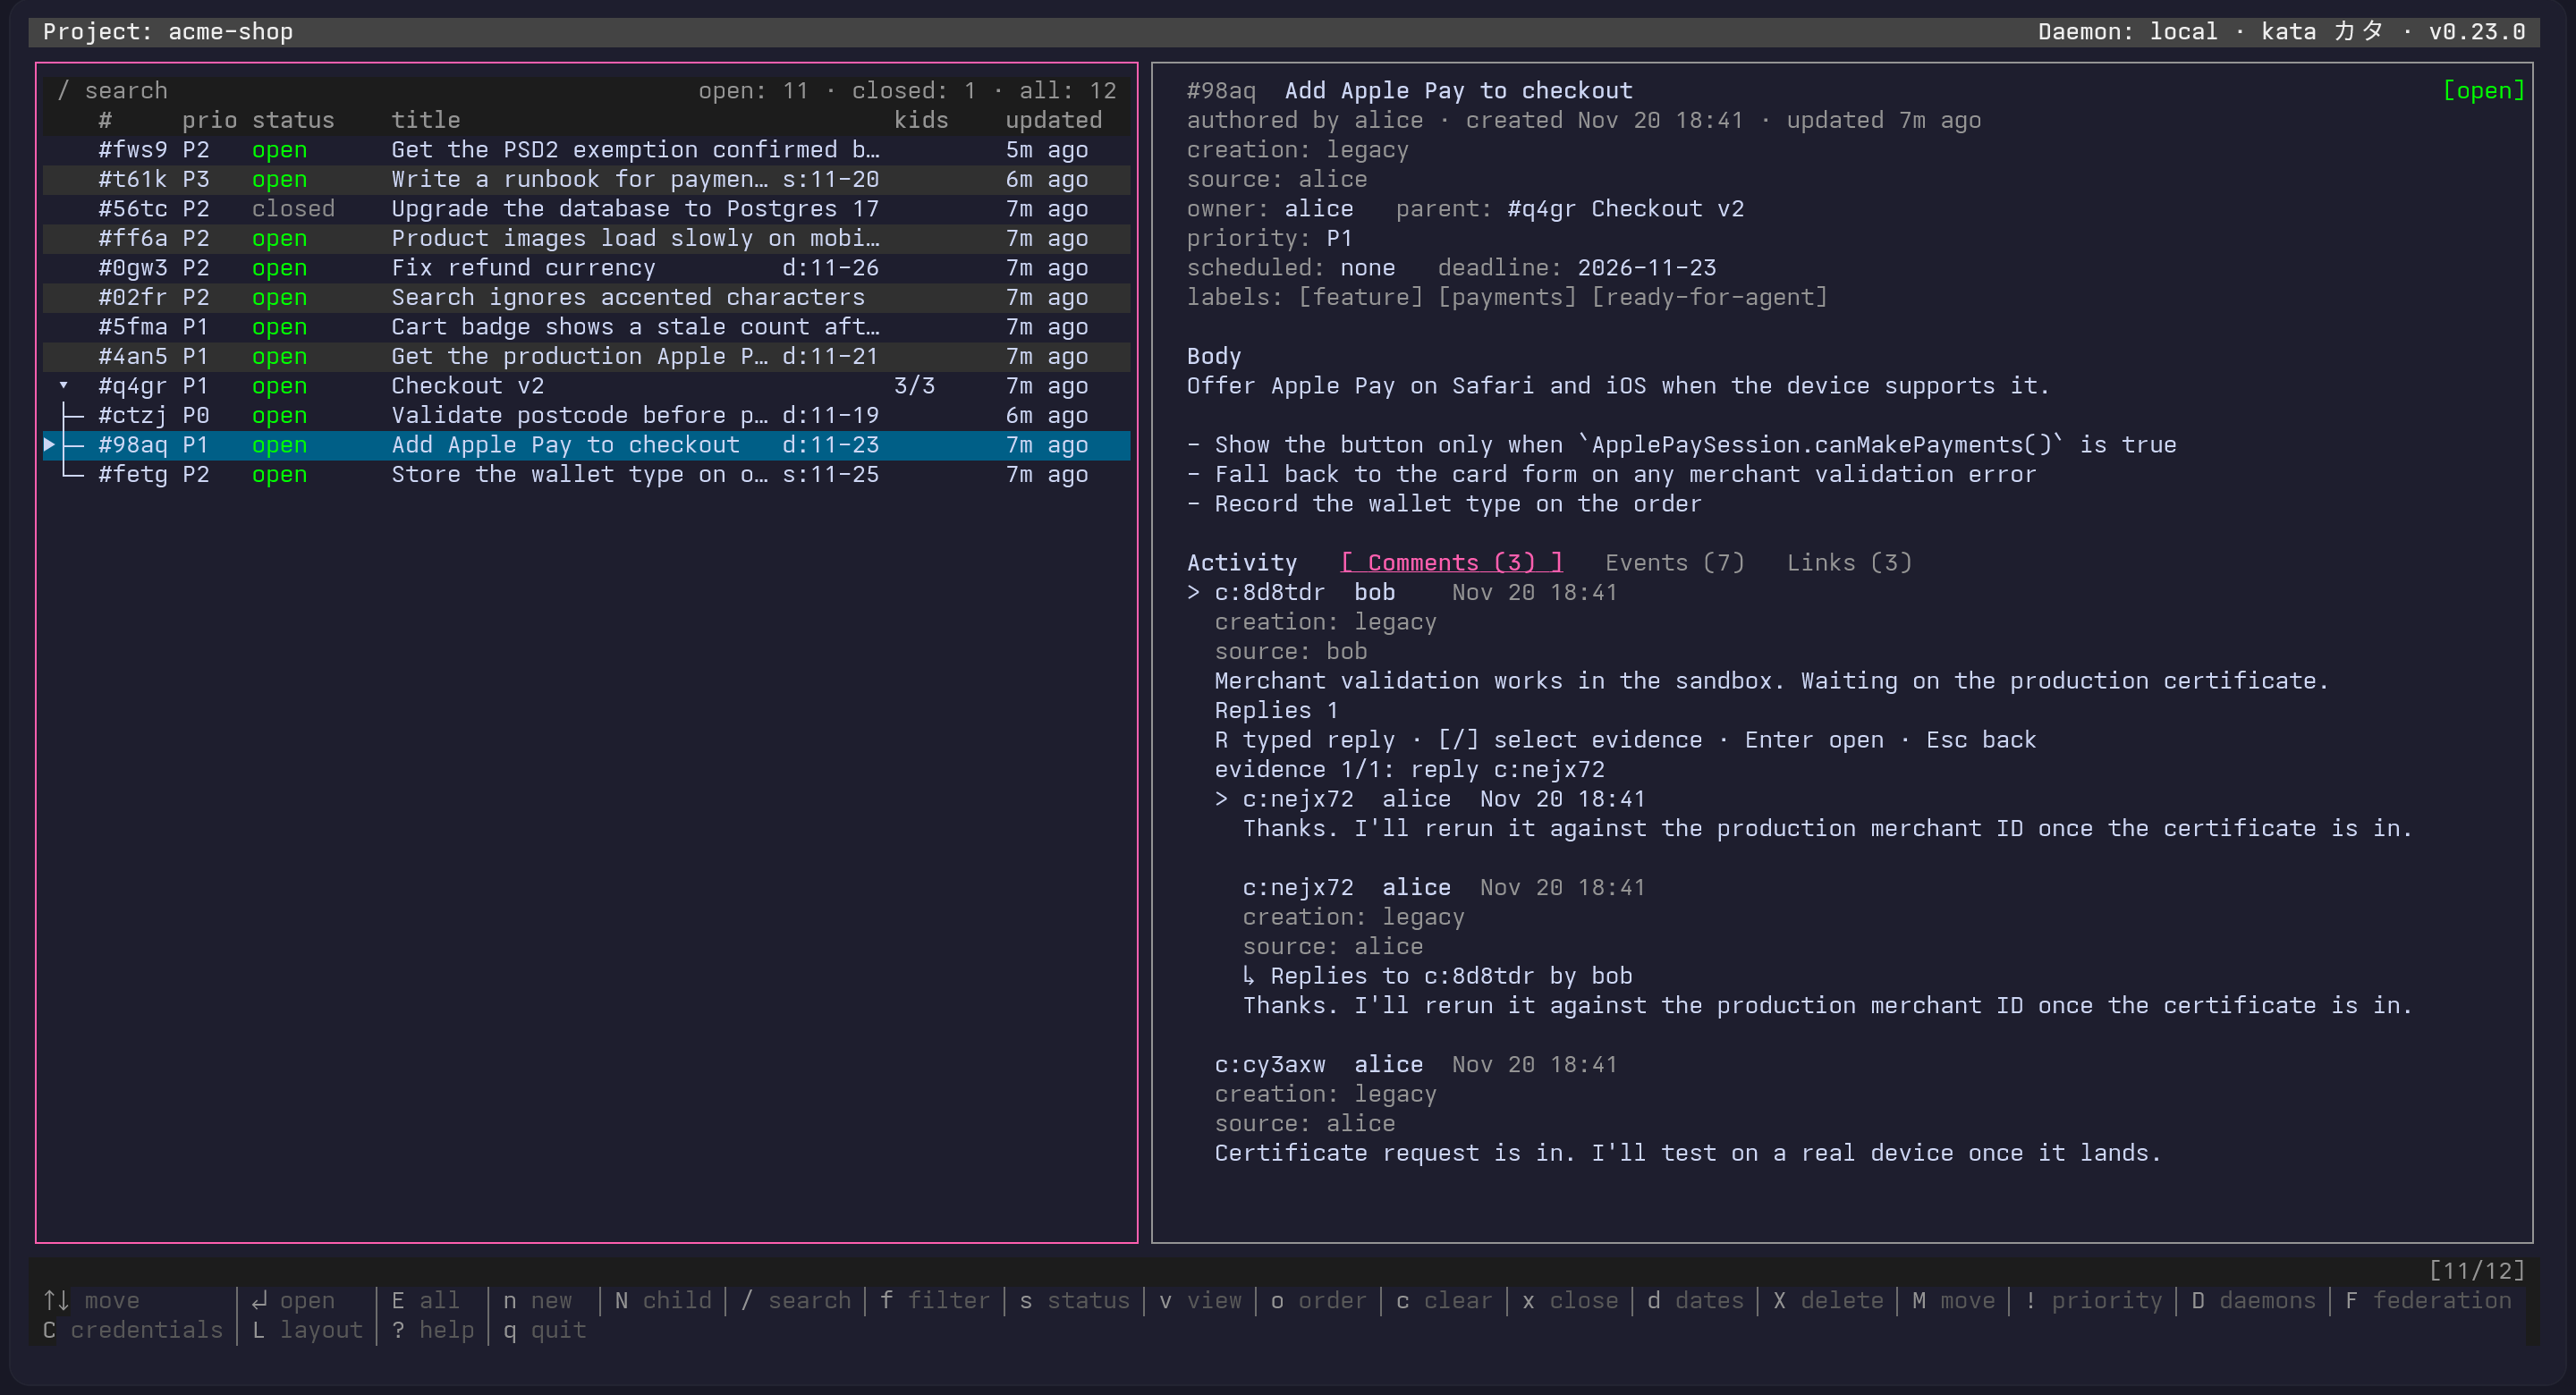 Project: acme-shop Daemon: local · kata カタ · v0.23.0
/ search open: 11 · closed: 1 · all: 12
# prio status title kids updated
#fws9 P2 open Get the PSD2 exemption confirmed b… 5m ago
#t61k P3 open Write a runbook for paymen… s:11-20 6m ago
#56tc P2 closed Upgrade the database to Postgres 17 7m ago
#ff6a P2 open Product images load slowly on mobi… 7m ago
#0gw3 P2 open Fix refund currency d:11-26 7m ago
#02fr P2 open Search ignores accented characters 7m ago
#5fma P1 open Cart badge shows a stale count aft… 7m ago
#4an5 P1 open Get the production Apple P… d:11-21 7m ago
▾ #q4gr P1 open Checkout v2 3/3 7m ago
├─ #ctzj P0 open Validate postcode before p… d:11-19 6m ago
▶├─ #98aq P1 open Add Apple Pay to checkout d:11-23 7m ago
└─ #fetg P2 open Store the wallet type on o… s:11-25 7m ago
#98aq Add Apple Pay to checkout [open]
authored by alice · created Nov 20 18:41 · updated 7m ago
creation: legacy
source: alice
owner: alice parent: #q4gr Checkout v2
priority: P1
scheduled: none deadline: 2026-11-23
labels: [feature] [payments] [ready-for-agent]
Body
Offer Apple Pay on Safari and iOS when the device supports it.
- Show the button only when `ApplePaySession.canMakePayments()` is true
- Fall back to the card form on any merchant validation error
- Record the wallet type on the order
Activity [ Comments (3) ] Events (7) Links (3)
> c:8d8tdr bob Nov 20 18:41
creation: legacy
source: bob
Merchant validation works in the sandbox. Waiting on the production certificate.
Replies 1
R typed reply · [/] select evidence · Enter open · Esc back
evidence 1/1: reply c:nejx72
> c:nejx72 alice Nov 20 18:41
Thanks. I'll rerun it against the production merchant ID once the certificate is in.
c:nejx72 alice Nov 20 18:41
creation: legacy
source: alice
↳ Replies to c:8d8tdr by bob
Thanks. I'll rerun it against the production merchant ID once the certificate is in.
c:cy3axw alice Nov 20 18:41
creation: legacy
source: alice
Certificate request is in. I'll test on a real device once it lands.
[11/12]
↑↓ move │ ↵ open │ E all │ n new │ N child │ / search │ f filter │ s status │ v view │ o order │ c clear │ x close │ d dates │ X delete │ M move │ ! priority │ D daemons │ F federation
C credentials │ L layout │ ? help │ q quit